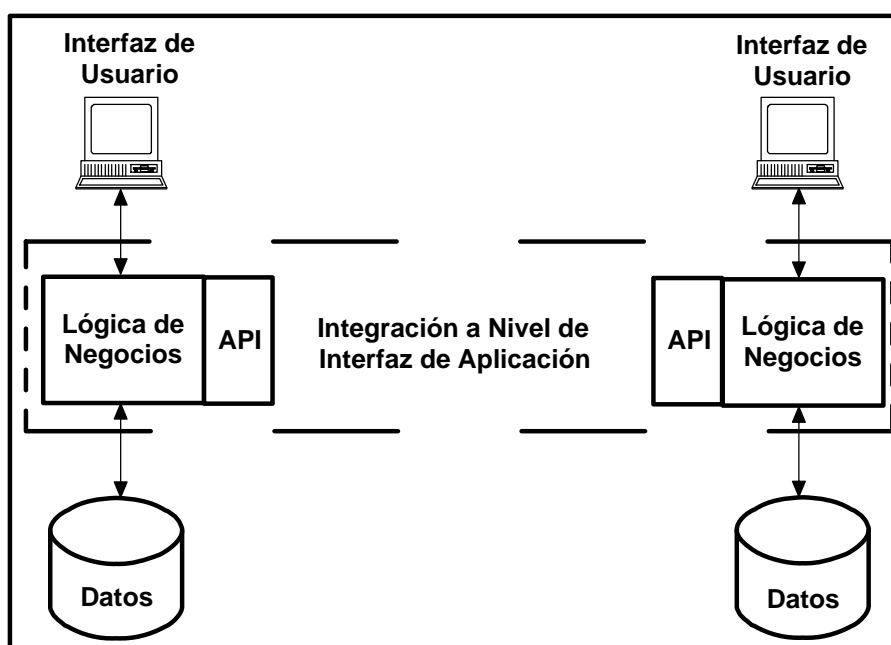 Interfaz de
Usuario
Interfaz de
Usuario
Lógica de
Negocios
API
Integración a Nivel de
Interfaz de Aplicación
API
Lógica de
Negocios
Datos
Datos